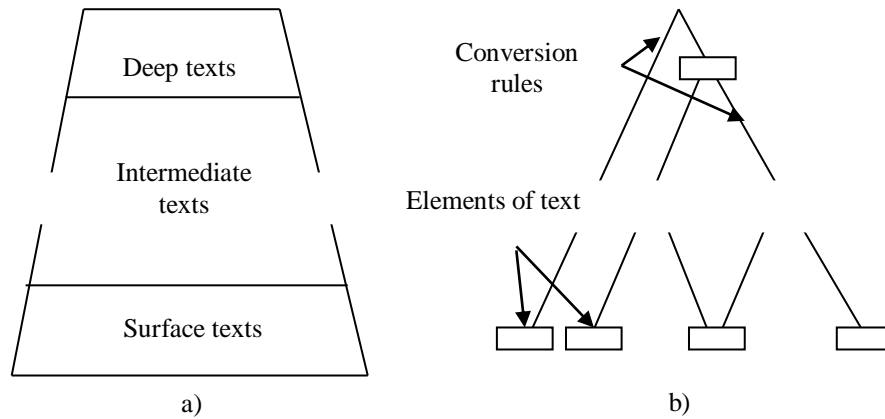 Deep texts
Intermediate
texts
Surface texts
a)
Conversion
rules
Elements of text
b)